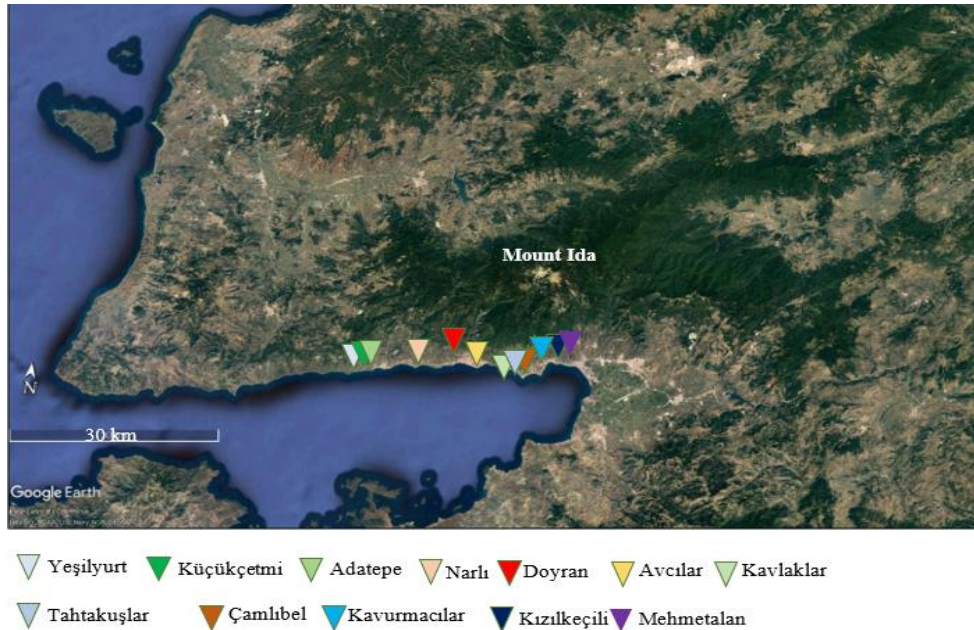 Mount Ida
N
30 km
Google Earth
Yeşilyurt Küçükçetmi Adatepe Narlı Doyran Avcılar Kavlaklar
Tahtakuşlar Çamlıbel Kavurmacılar Kızılkeçili Mehmetalan